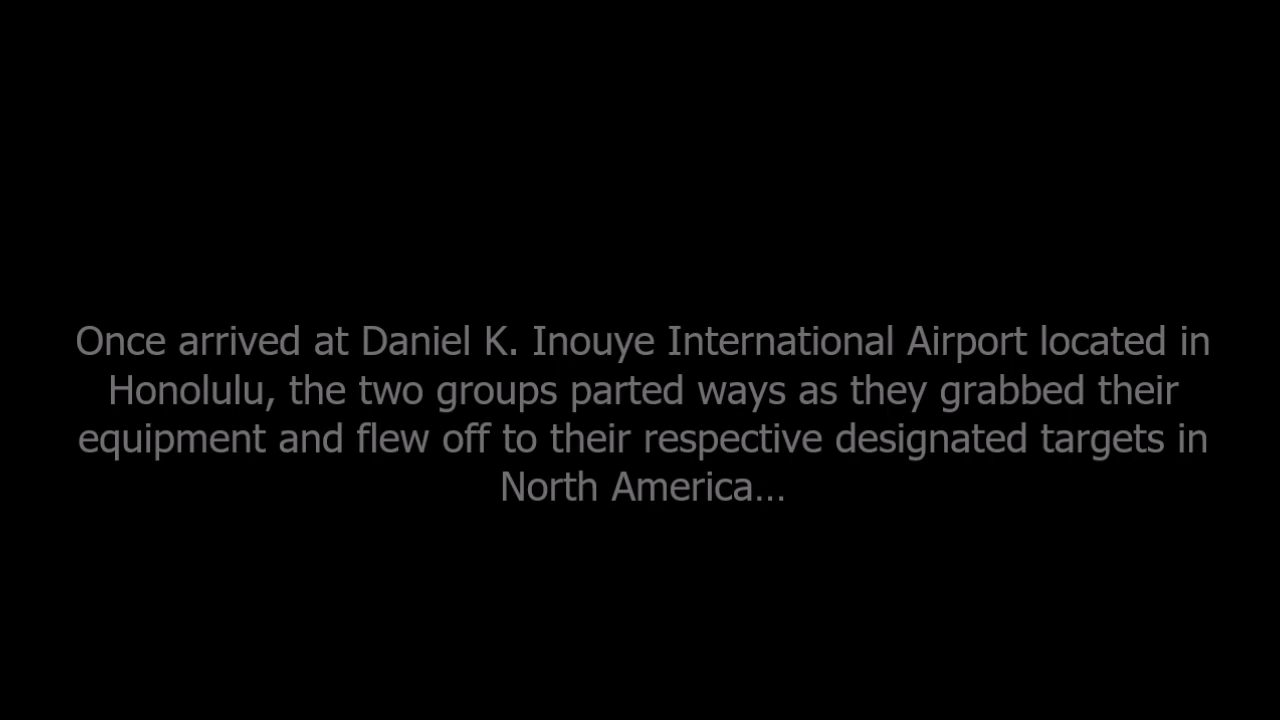 Once arrived at Daniel K. Inouye International Airport located in
Honolulu, the two groups parted ways as they grabbed their
equipment and flew off to their respective designated targets in
North America...